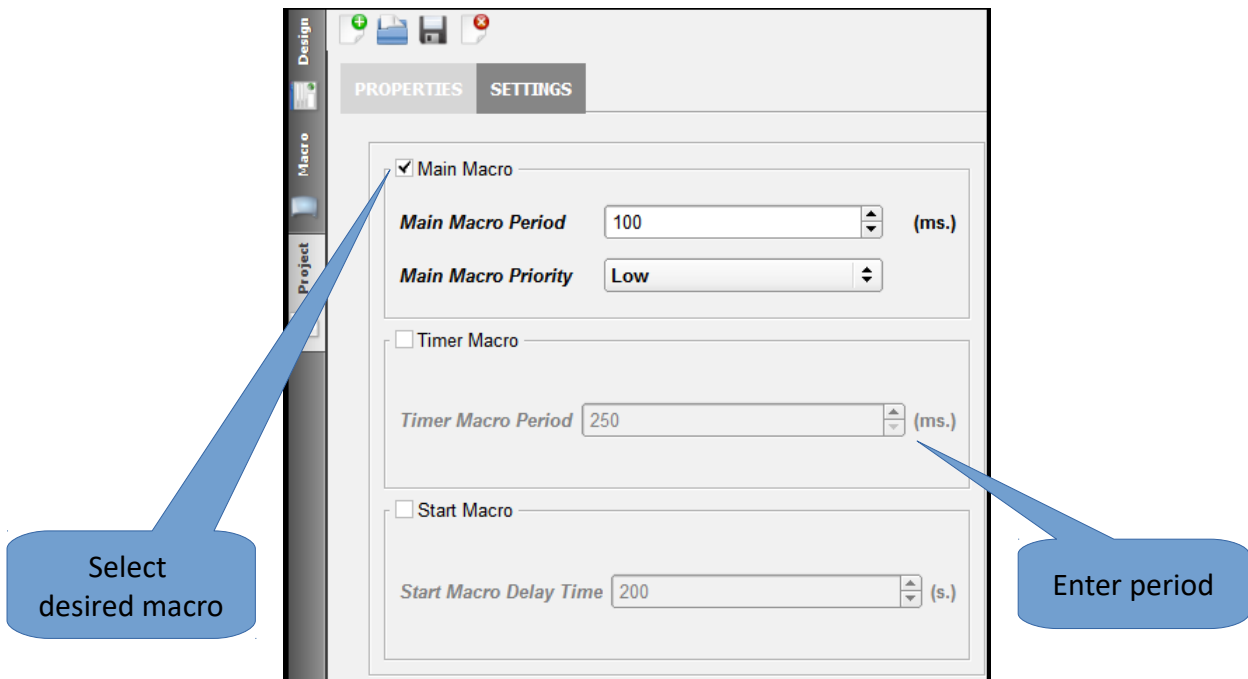 Design
Macro
Project
PROPERTIES SETTINGS
Main Macro
Main Macro Period 100 (ms.)
Main Macro Priority Low
Timer Macro
Timer Macro Period 250 (ms.)
Start Macro
Start Macro Delay Time 200 (s.)
Select
desired macro
Enter period